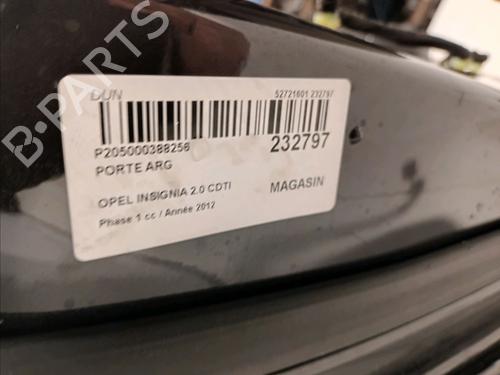 DUN
52721601 232797
P205000388256
232797
PORTE ARG
OPEL INSIGNIA 2.0 CDTI
MAGASIN
Phase 1 cc / Année 2012
B-PARTS
B-PARTS